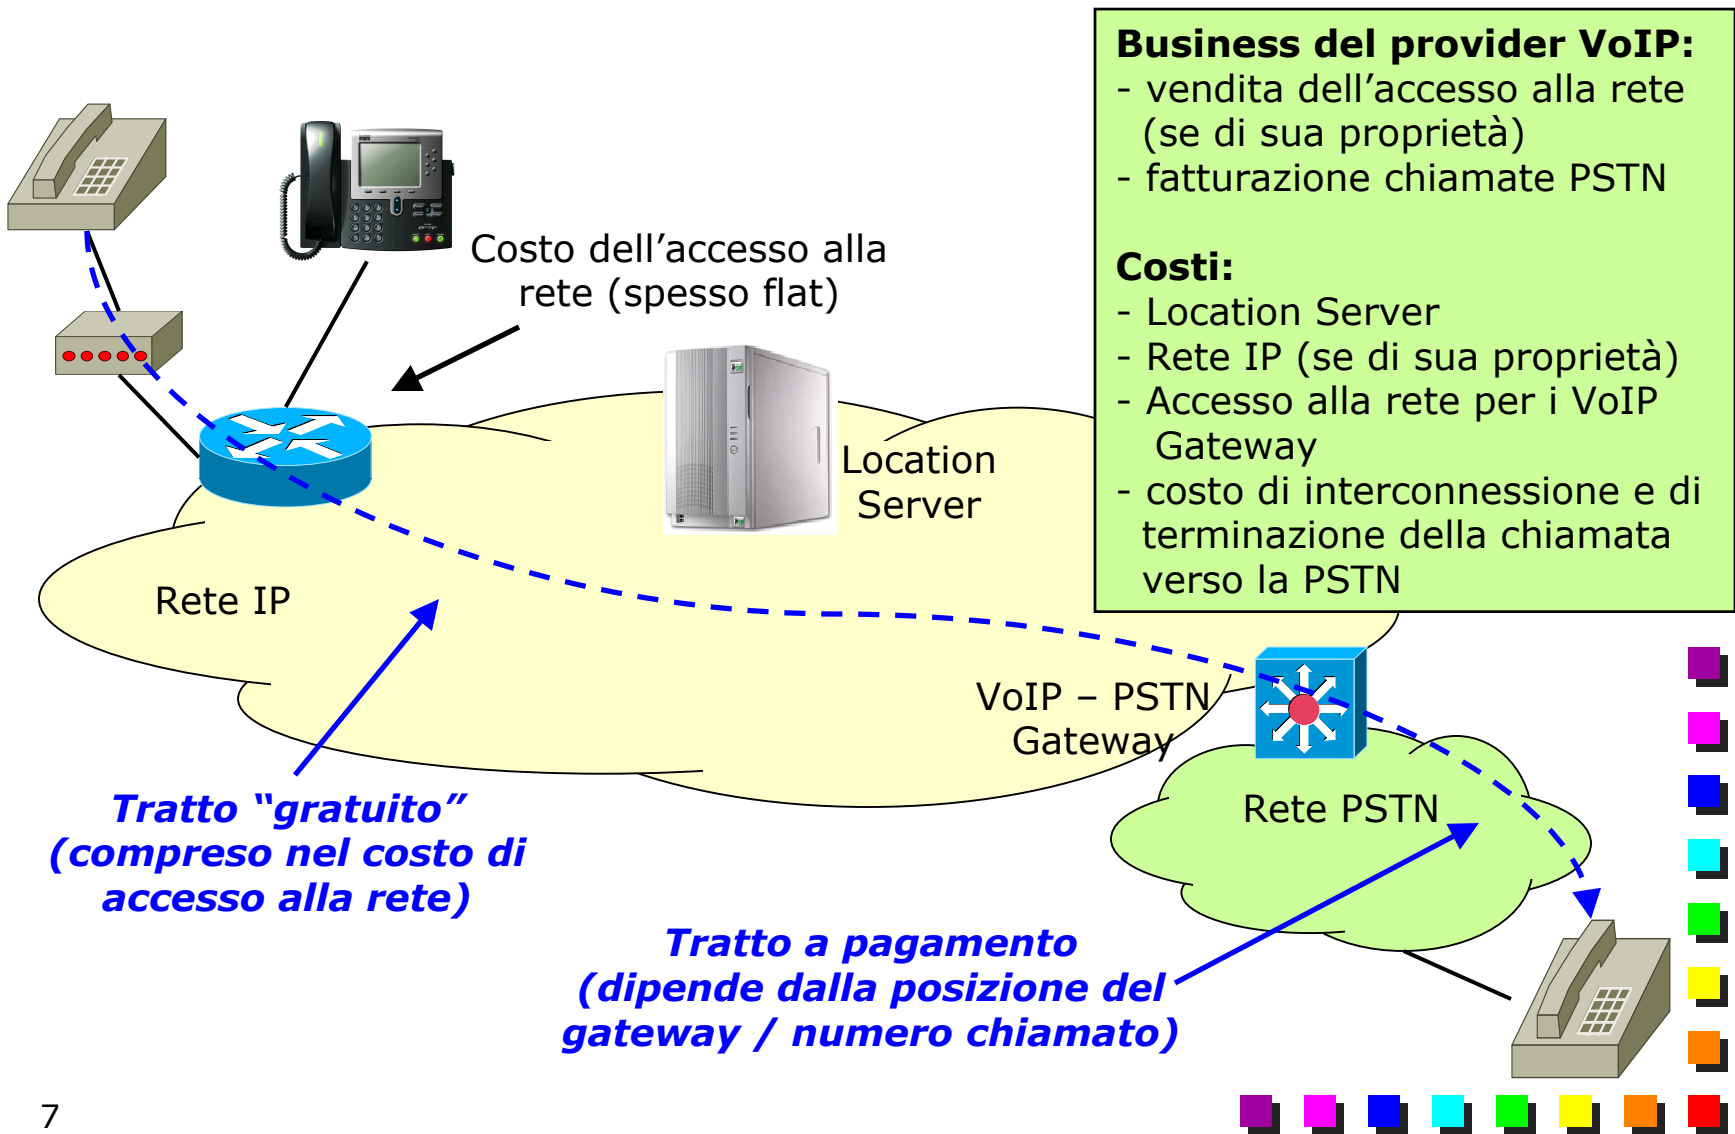 Business del provider VoIP:
- vendita dell’accesso alla rete
(se di sua proprietà)
- fatturazione chiamate PSTN
Costi:
- Location Server
- Rete IP (se di sua proprietà)
- Accesso alla rete per i VoIP
Gateway
- costo di interconnessione e di
terminazione della chiamata
verso la PSTN
Costo dell’accesso alla
rete (spesso flat)
Location
Server
Rete IP
VoIP – PSTN
Gateway
Tratto “gratuito”
(compreso nel costo di
accesso alla rete)
Rete PSTN
Tratto a pagamento
(dipende dalla posizione del
gateway / numero chiamato)
7